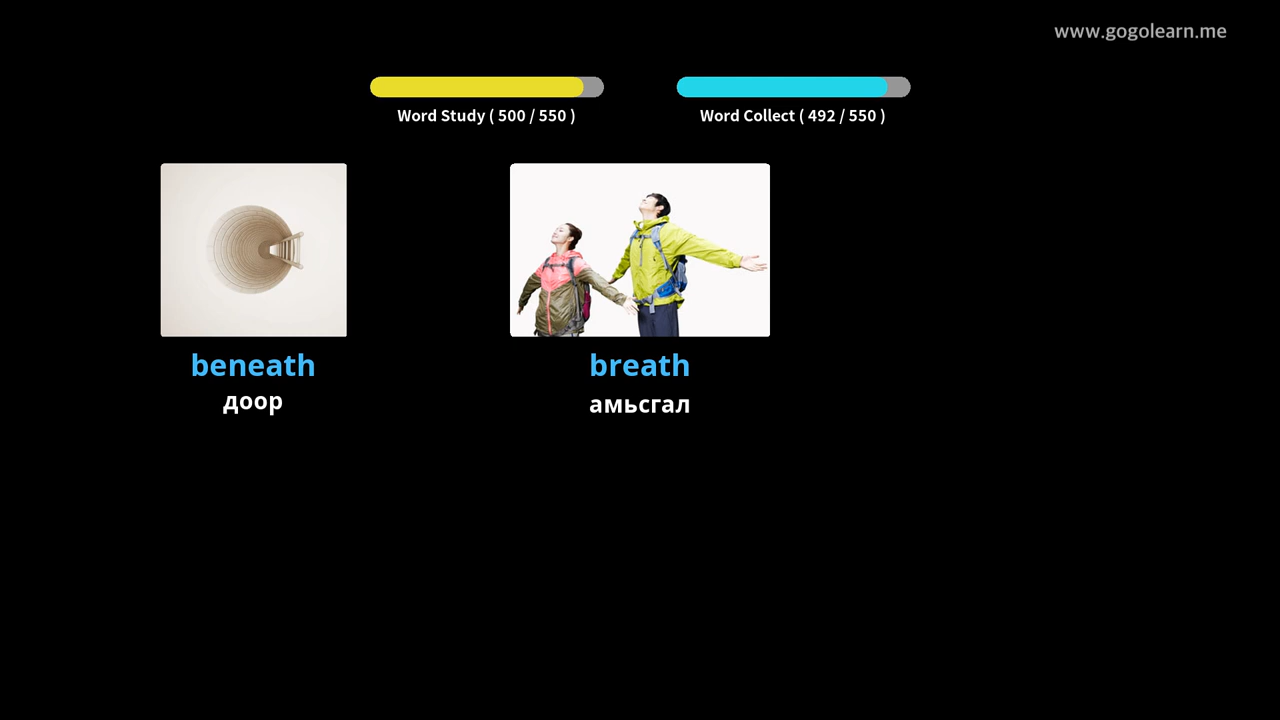 www.gogolearn.me
Word Study ( 500 / 550 )
Word Collect ( 492 / 550 )
beneath
доор
breath
амьсгал